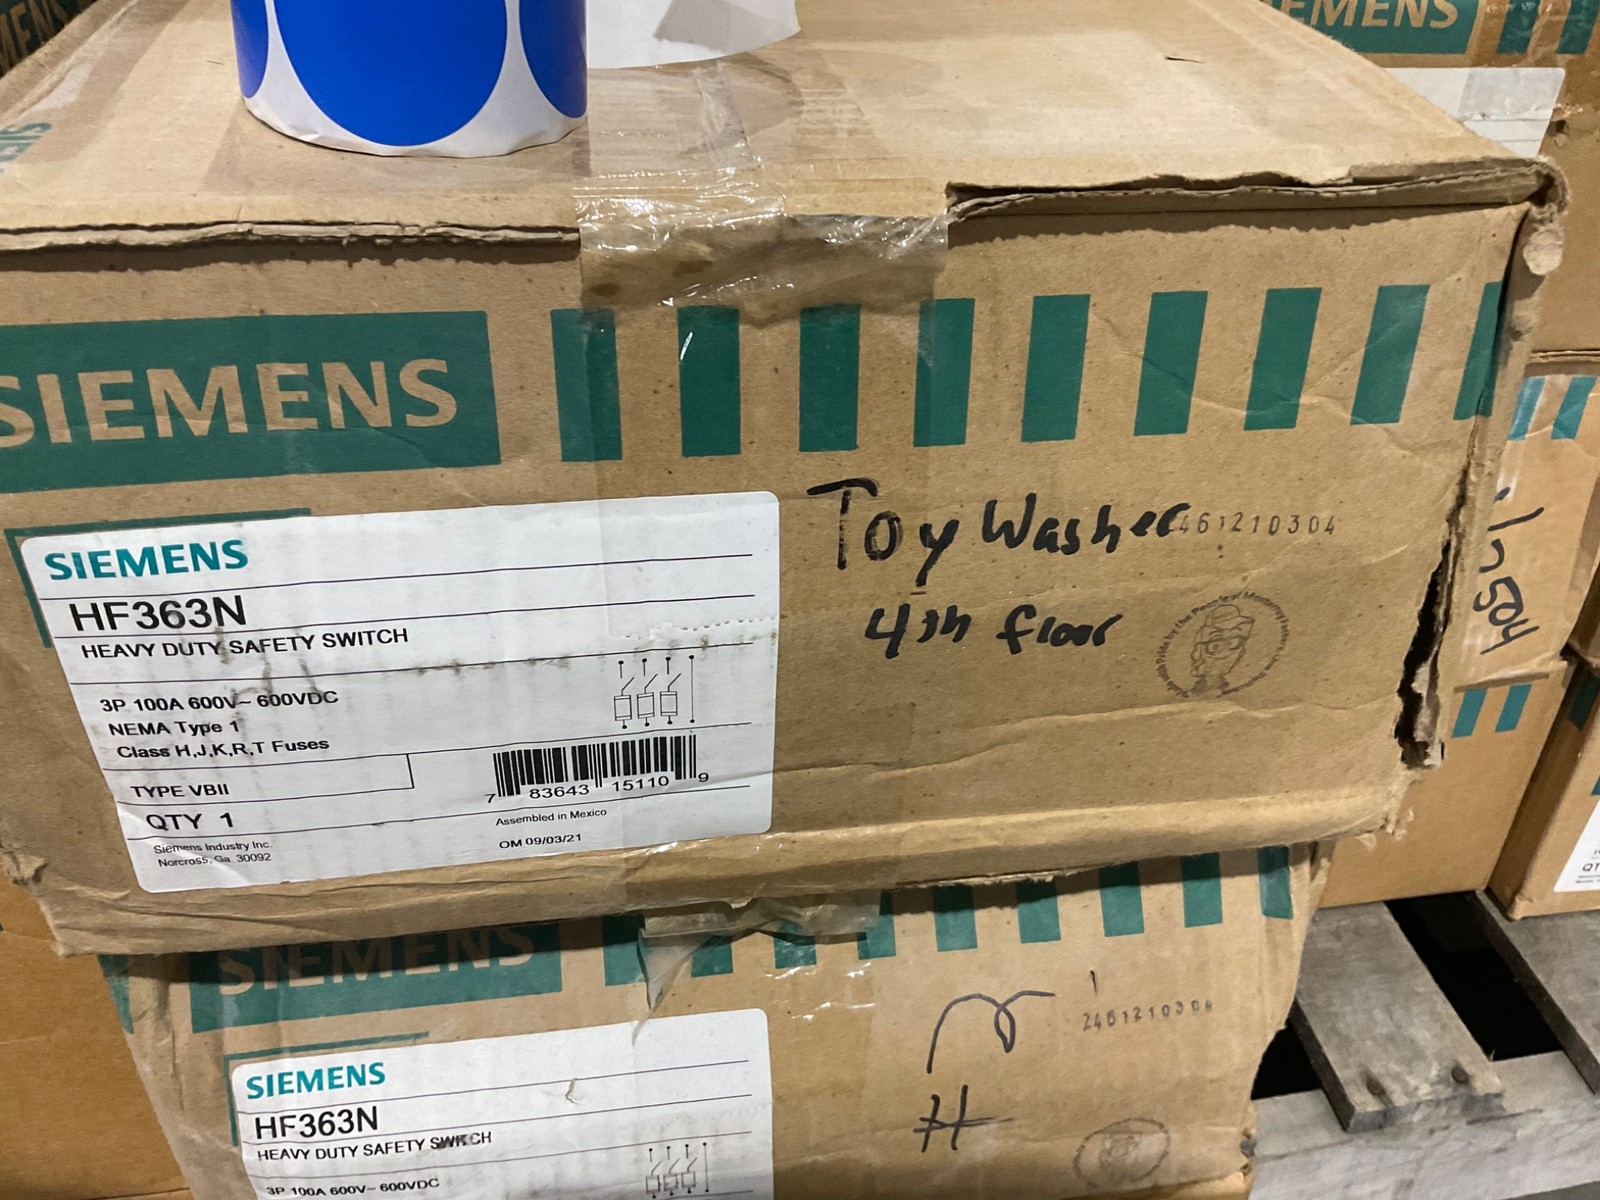 SIEMENS
SIEMENS
SIEMENS
HF363N
HEAVY DUTY SAFETY SWITCH
3P 100A 600V~ 600VDC
NEMA Type 1
Class H,J,K,R,T Fuses
TYPE VBII
QTY 1
Siemens Industry Inc.
Norcross, Ga. 30092
7 83643 15110 9
Assembled in Mexico
OM 09/03/21
Toy Washer
461210304
4th floor
SIEMENS
SIEMENS
HF363N
HEAVY DUTY SAFETY SWITCH
3P 100A 600V~ 600VDC
2461210304
H